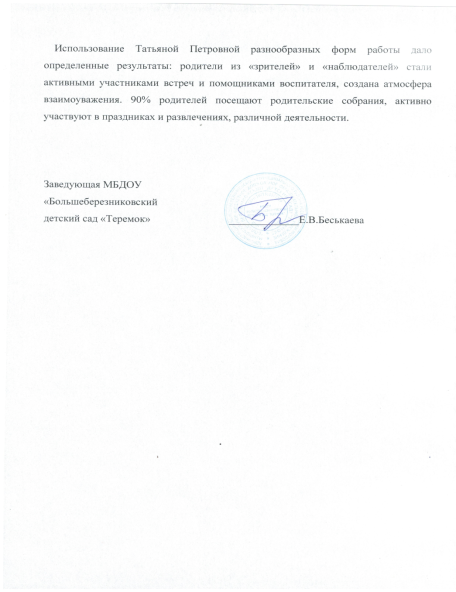 Использование Татьяной Петровной разнообразных форм работы дало
определенные результаты: родители из «зрителей» и «наблюдателей» стали
активными участниками встреч и помощниками воспитателя, создана атмосфера
взаимоуважения. 90% родителей посещают родительские собрания, активно
участвуют в праздниках и развлечениях, различной деятельности.
Заведующая МБДОУ
«Большеберезниковский
детский сад «Теремок» Е.В.Беськаева